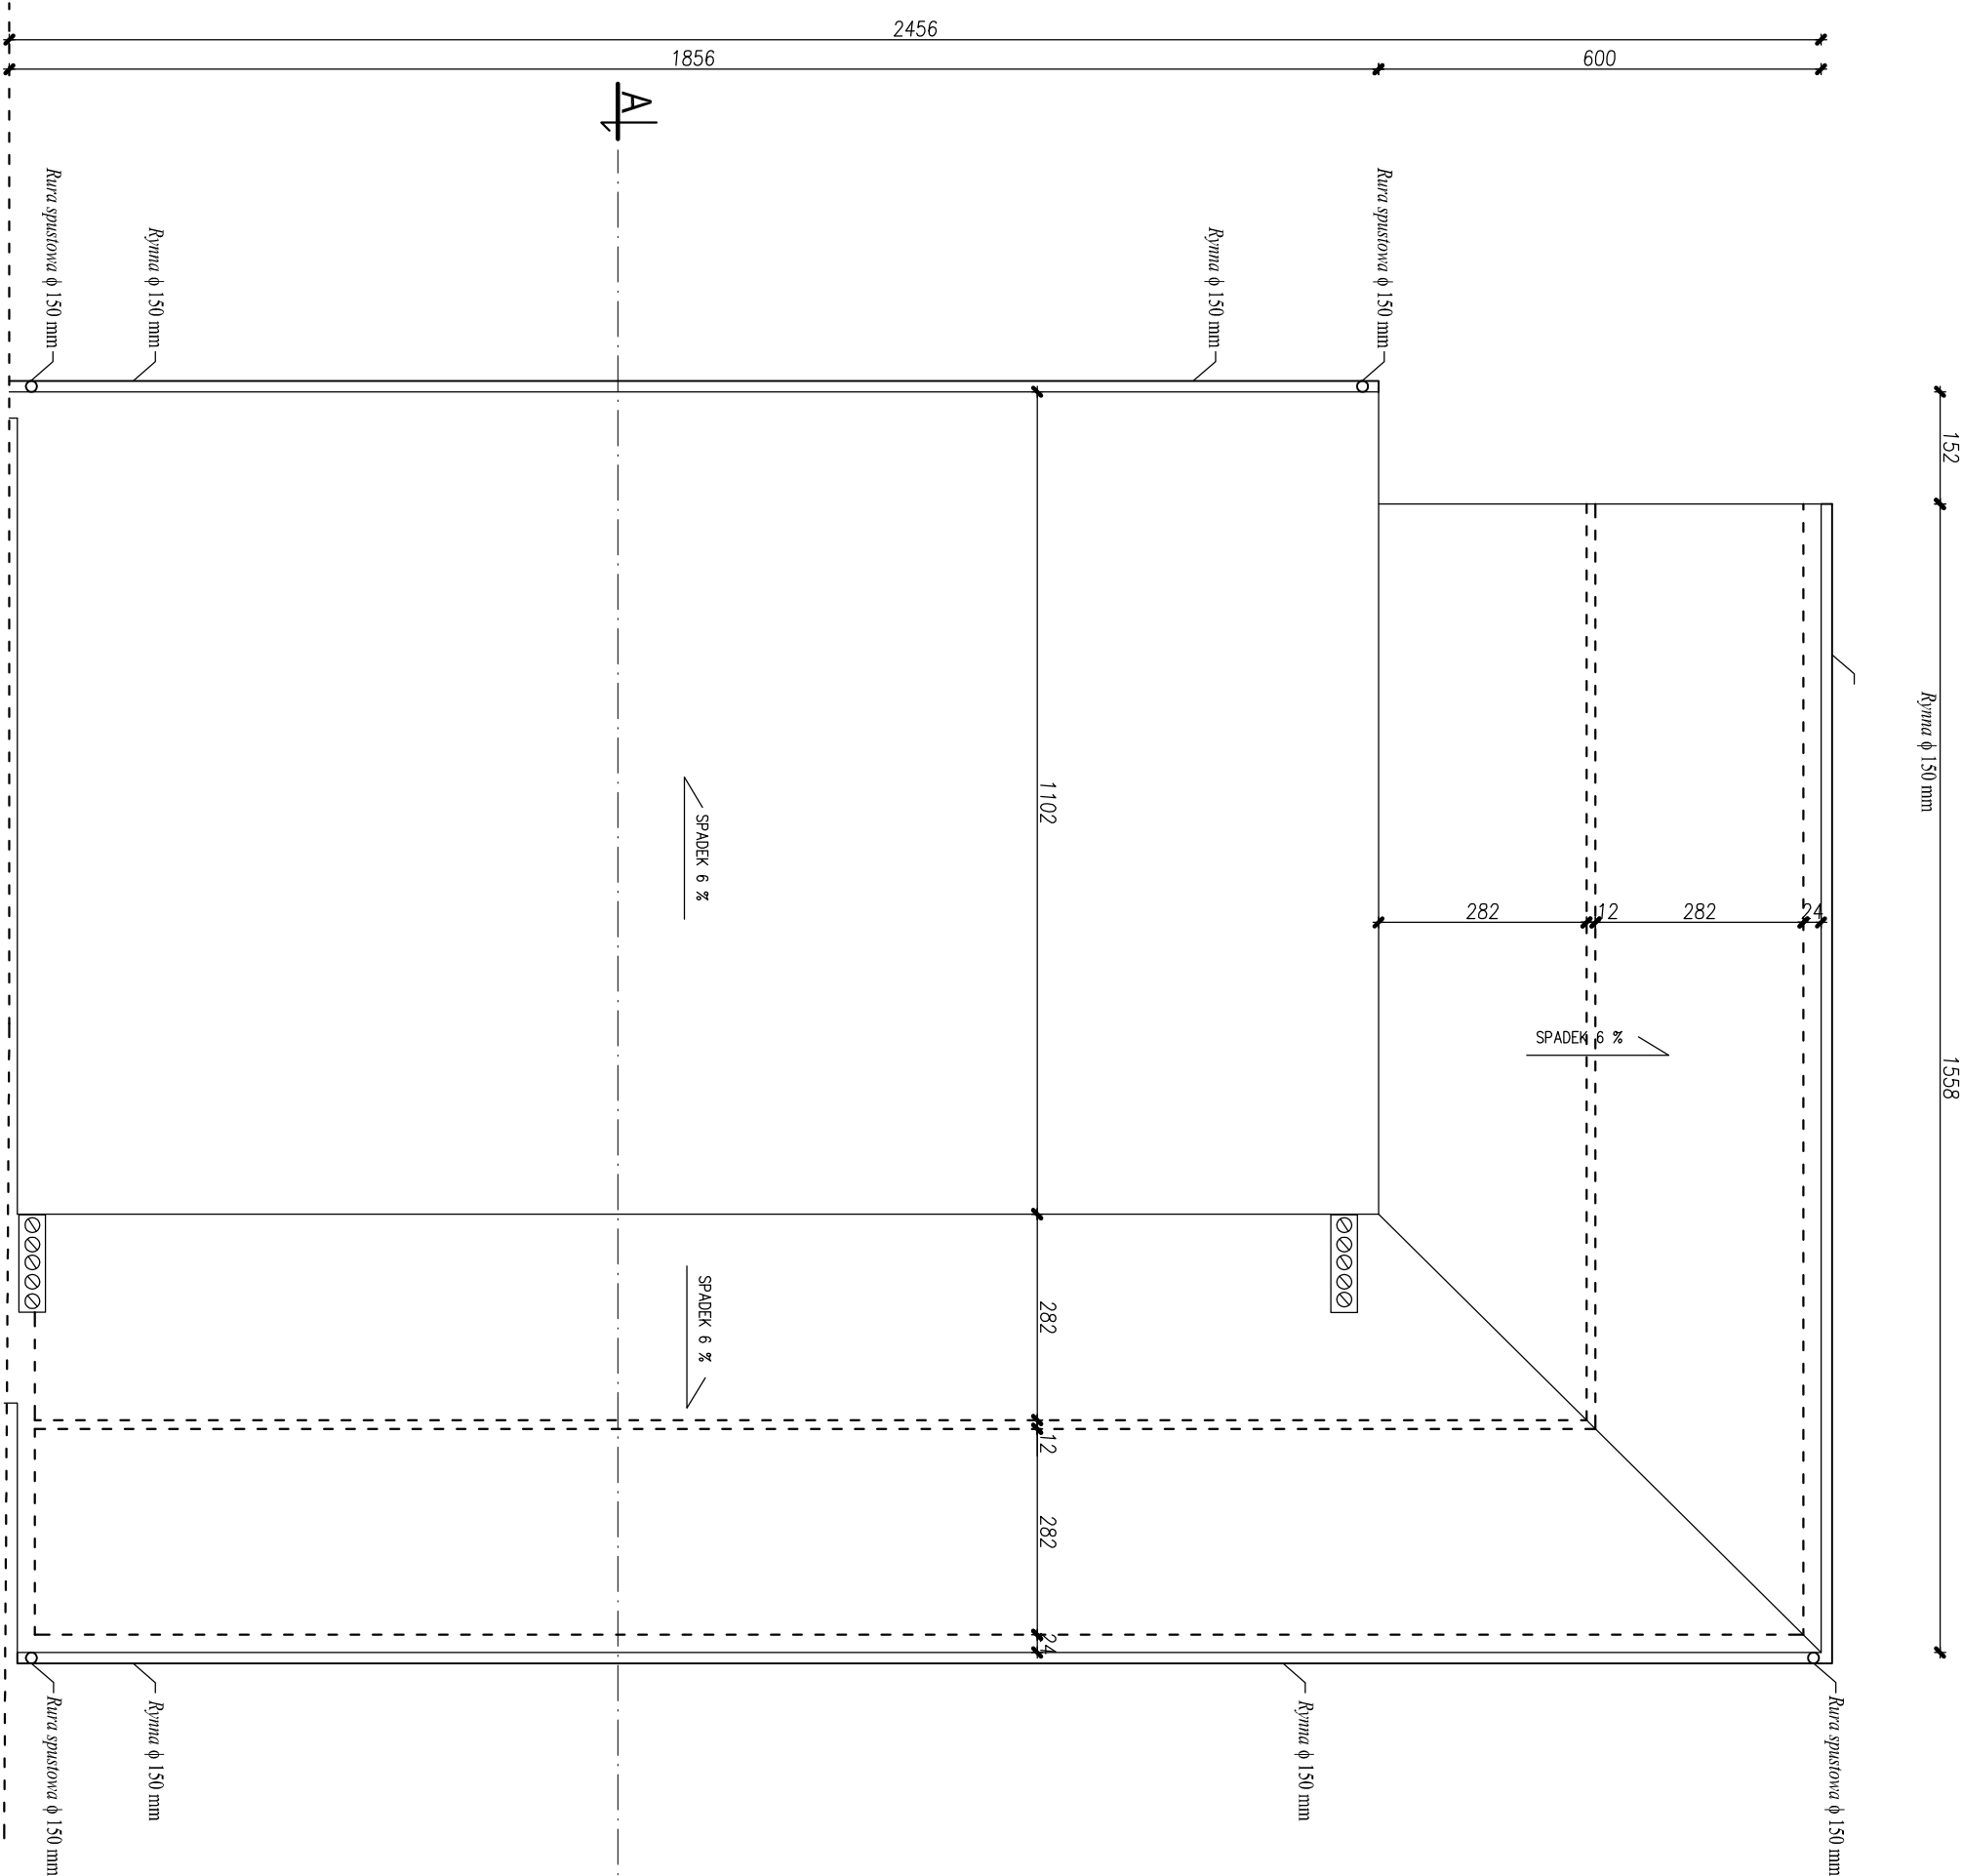 2456
1856
600
A
Rura spustowa ϕ 150 mm
Rynna ϕ 150 mm
Rynna ϕ 150 mm
Rura spustowa ϕ 150 mm
152
Rynna ϕ 150 mm
1102
SPADEK 6 %
282
12
282
24
SPADEK 6 %
1558
SPADEK 6 %
282
12
282
24
Rura spustowa ϕ 150 mm
Rynna ϕ 150 mm
Rynna ϕ 150 mm
Rura spustowa ϕ 150 mm